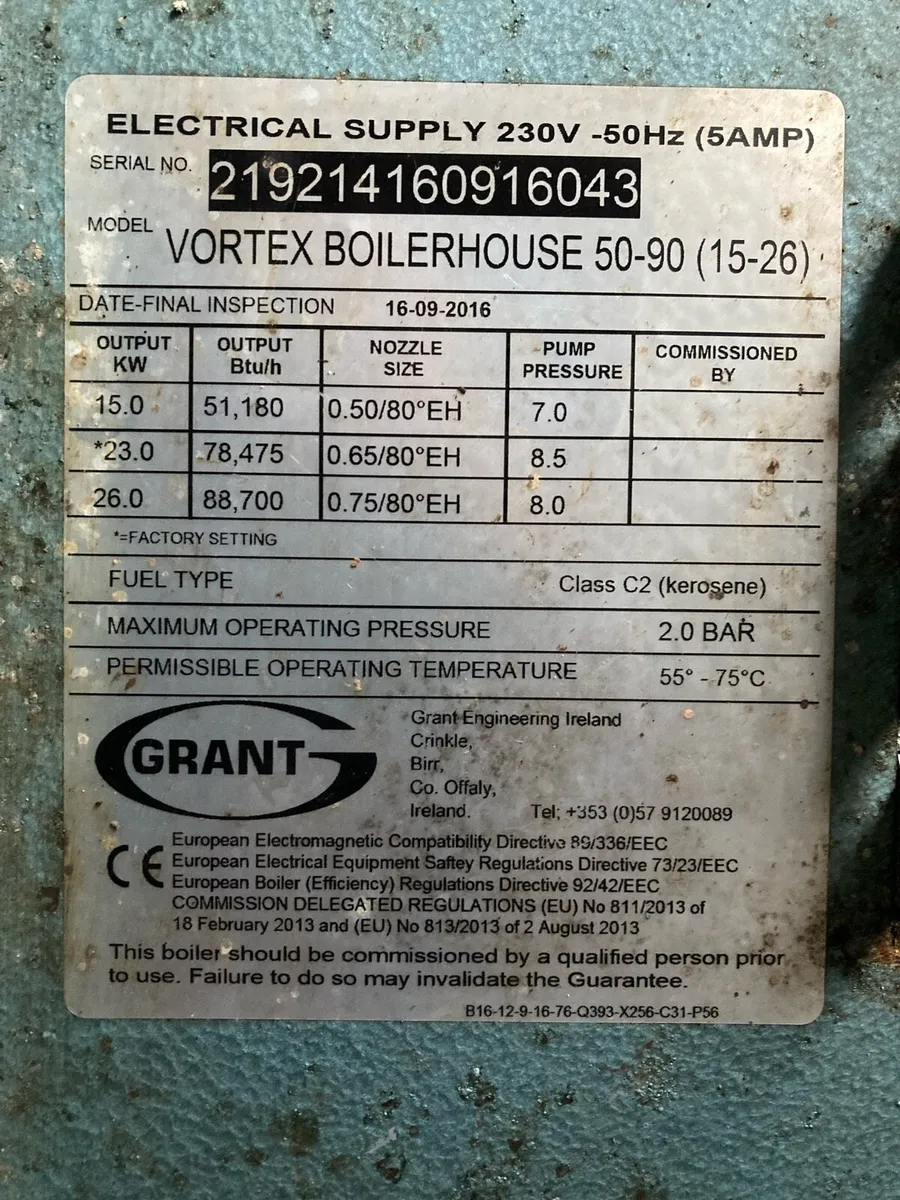 ELECTRICAL SUPPLY 230V -50Hz (5AMP)
SERIAL NO. 219214160916043
MODEL VORTEX BOILERHOUSE 50-90 (15-26)
DATE-FINAL INSPECTION 16-09-2016
OUTPUT KW OUTPUT Btu/h NOZZLE SIZE PUMP PRESSURE COMMISSIONED BY
15.0 51,180 0.50/80°EH 7.0
*23.0 78,475 0.65/80°EH 8.5
26.0 88,700 0.75/80°EH 8.0
*=FACTORY SETTING
FUEL TYPE Class C2 (kerosene)
MAXIMUM OPERATING PRESSURE 2.0 BAR
PERMISSIBLE OPERATING TEMPERATURE 55° - 75°C
GRANT
Grant Engineering Ireland
Crinkle,
Birr,
Co. Offaly,
Ireland. Tel; +353 (0)57 9120089
CE
European Electromagnetic Compatibility Directive 89/336/EEC
European Electrical Equipment Saftey Regulations Directive 73/23/EEC
European Boiler (Efficiency) Regulations Directive 92/42/EEC
COMMISSION DELEGATED REGULATIONS (EU) No 811/2013 of
18 February 2013 and (EU) No 813/2013 of 2 August 2013
This boiler should be commissioned by a qualified person prior
to use. Failure to do so may invalidate the Guarantee.
B16-12-9-16-76-Q393-X256-C31-P56